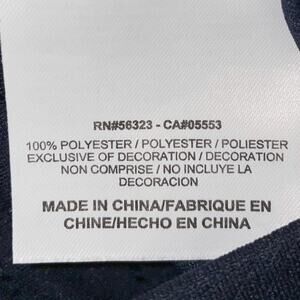 RN#56323 - CA#05553
100% POLYESTER / POLYESTER / POLIESTER
EXCLUSIVE OF DECORATION / DECORATION
NON COMPRISE / NO INCLUYE LA
DECORACION
MADE IN CHINA/FABRIQUE EN
CHINE/HECHO EN CHINA